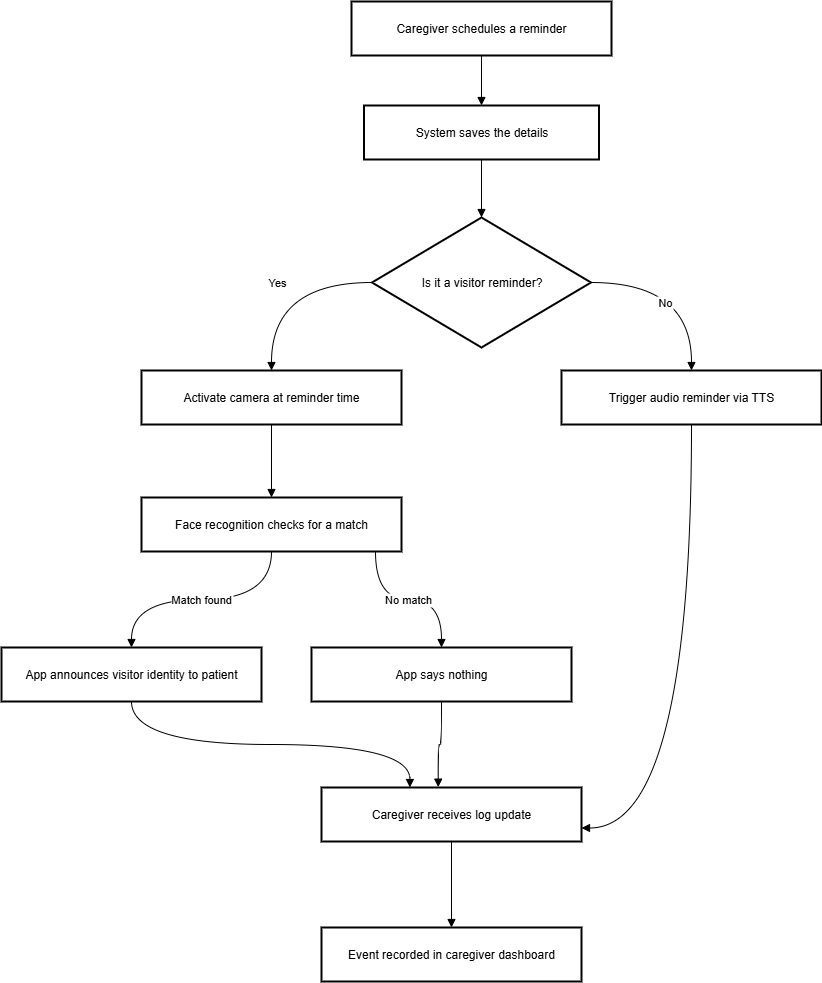 Caregiver schedules a reminder
System saves the details
Is it a visitor reminder?
Yes
No
Activate camera at reminder time
Trigger audio reminder via TTS
Face recognition checks for a match
Match found
No match
App announces visitor identity to patient
App says nothing
Caregiver receives log update
Event recorded in caregiver dashboard